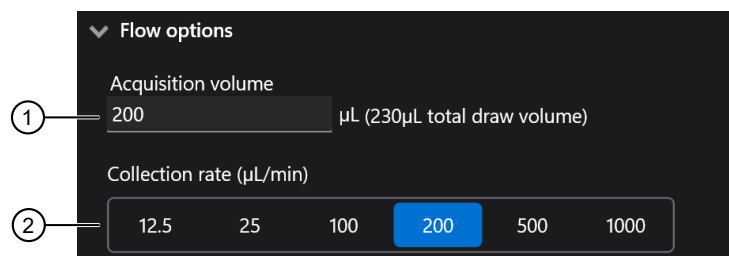 Flow options
Acquisition volume
1 200 µL (230µL total draw volume)
Collection rate (µL/min)
2 12.5 25 100 200 500 1000